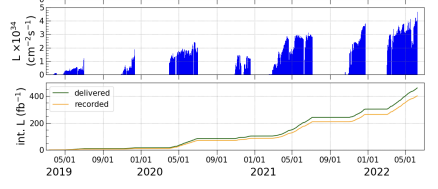 5
4
3
2
1
0
L ×10³⁴
(cm⁻²s⁻¹)
delivered
recorded
400
200
0
int. L (fb⁻¹)
05/01 09/01 01/01 05/01 09/01 01/01 05/01 09/01 01/01 05/01
2019 2020 2021 2022